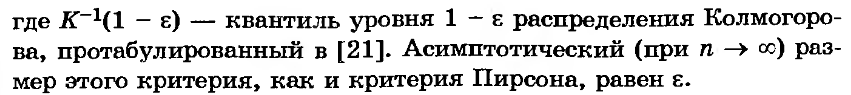 где K⁻¹(1 − ε) — квантиль уровня 1 − ε распределения Колмогоро-
ва, протабулированный в [21]. Асимптотический (при n → ∞) раз-
мер этого критерия, как и критерия Пирсона, равен ε.